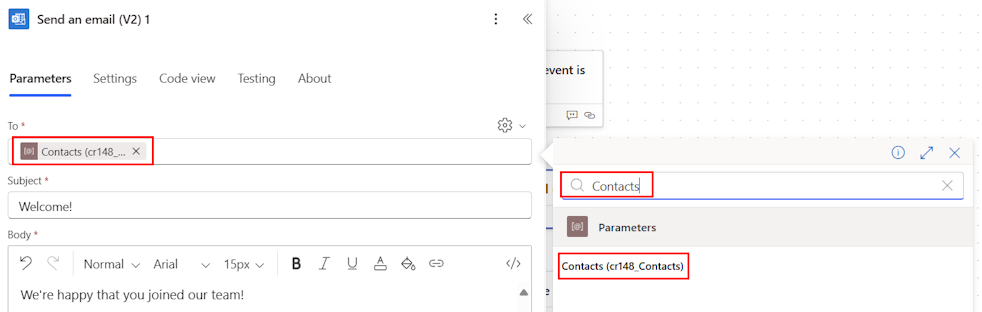 Send an email (V2) 1
Parameters Settings Code view Testing About
To *
Contacts (cr148_...
Subject *
Welcome!
Body *
Normal Arial 15px B I U A </>
We're happy that you joined our team!
event is
Contacts
Parameters
Contacts (cr148_Contacts)